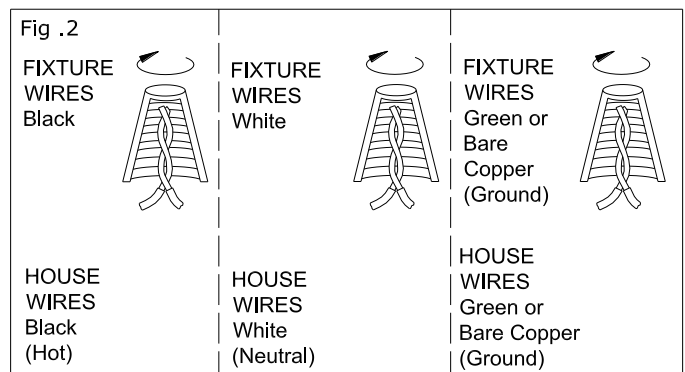 Fig .2
FIXTURE
WIRES
Black
HOUSE
WIRES
Black
(Hot)
FIXTURE
WIRES
White
HOUSE
WIRES
White
(Neutral)
FIXTURE
WIRES
Green or
Bare
Copper
(Ground)
HOUSE
WIRES
Green or
Bare Copper
(Ground)